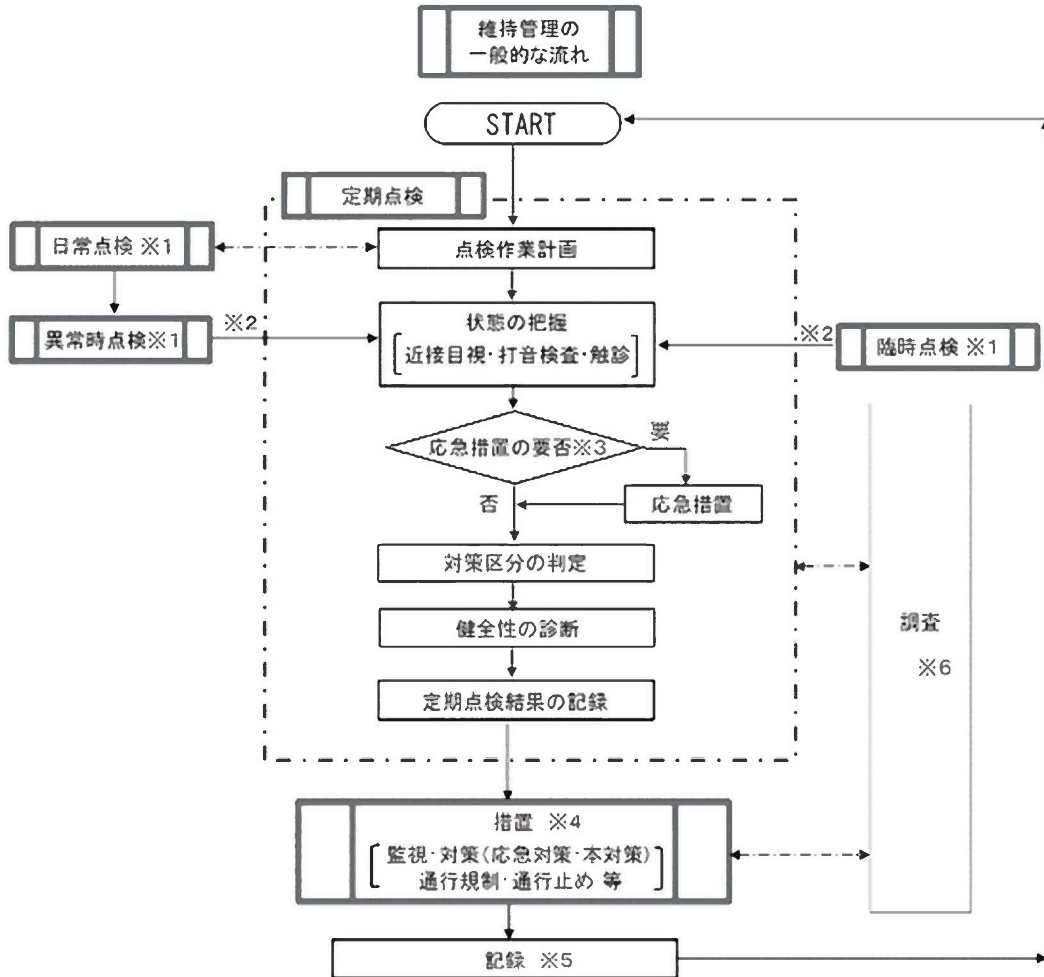 維持管理の
一般的な流れ
START
定期点検
日常点検 ※1
点検作業計画
異常時点検※1
※2
状態の把握
近接目視・打音検査・触診
※2
臨時点検 ※1
応急措置の要否※3
要
否
応急措置
対策区分の判定
健全性の診断
調査
※6
定期点検結果の記録
措置 ※4
監視・対策(応急対策・本対策)
通行規制・通行止め 等
記録 ※5